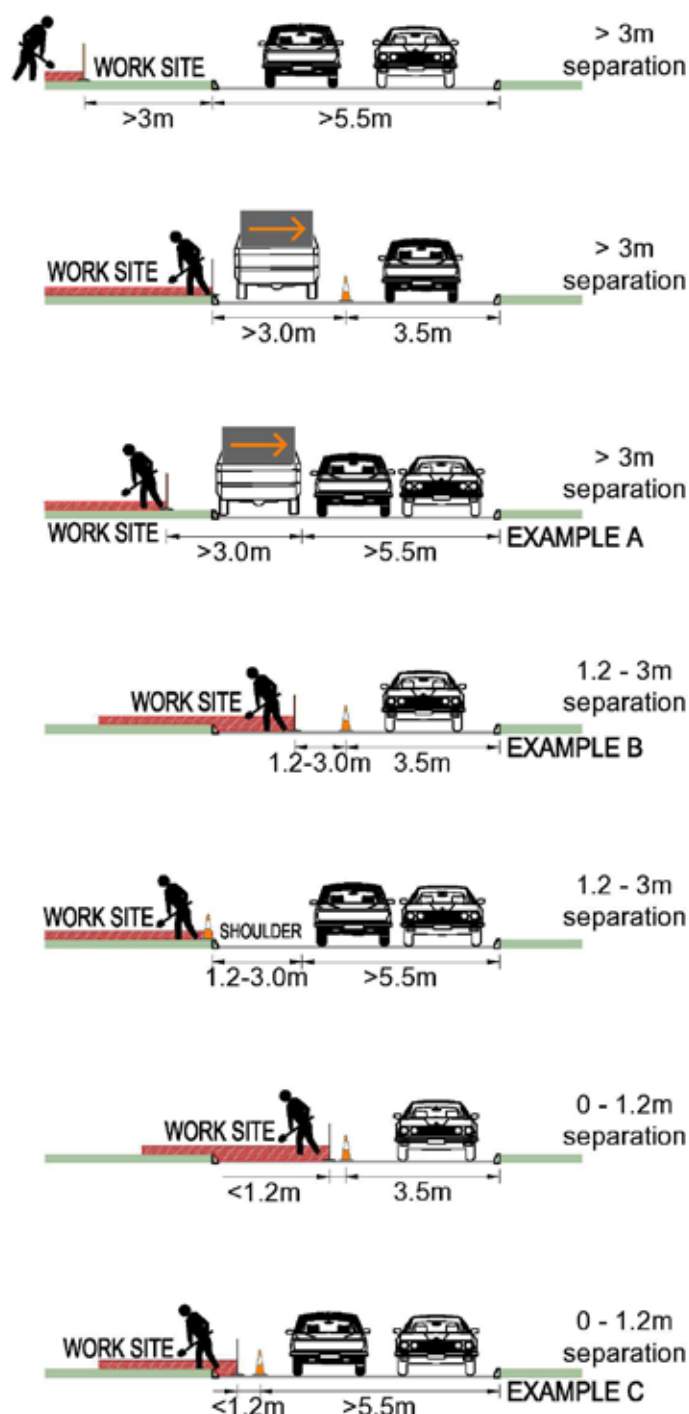 WORK SITE
> 3m
separation
>3m
>5.5m
WORK SITE
> 3m
separation
>3.0m
3.5m
> 3m
separation
WORK SITE
EXAMPLE A
>3.0m
>5.5m
WORK SITE
1.2 - 3m
separation
1.2-3.0m
3.5m
EXAMPLE B
WORK SITE
SHOULDER
1.2 - 3m
separation
1.2-3.0m
>5.5m
WORK SITE
0 - 1.2m
separation
<1.2m
3.5m
WORK SITE
0 - 1.2m
separation
EXAMPLE C
<1.2m
>5.5m